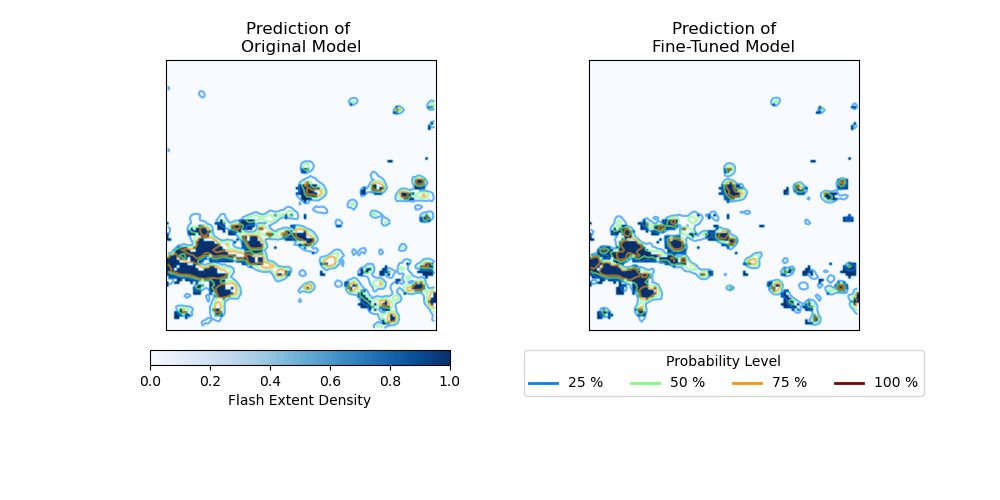 Prediction of
Original Model
Prediction of
Fine-Tuned Model
0.0 0.2 0.4 0.6 0.8 1.0
Flash Extent Density
Probability Level
25 % 50 % 75 % 100 %